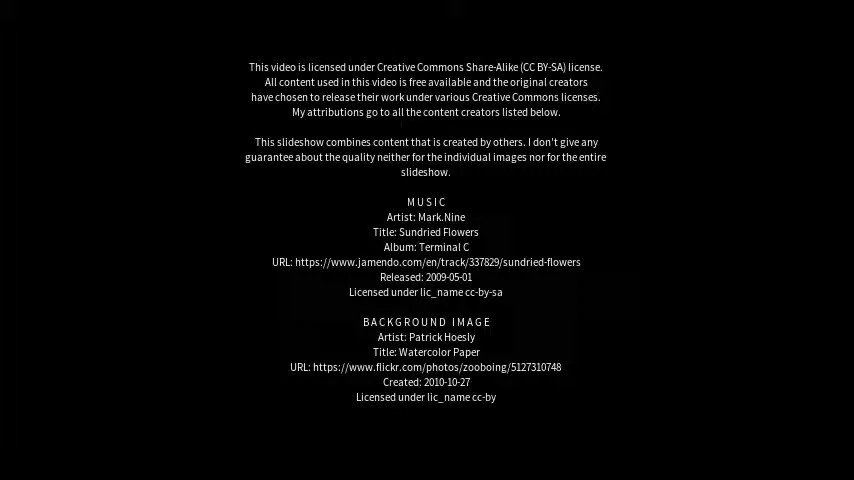 This video is licensed under Creative Commons Share-Alike (CC BY-SA) license.
All content used in this video is free available and the original creators
have chosen to release their work under various Creative Commons licenses.
My attributions go to all the content creators listed below.
This slideshow combines content that is created by others. I don't give any
guarantee about the quality neither for the individual images nor for the entire
slideshow.
MUSIC
Artist: Mark.Nine
Title: Sundried Flowers
Album: Terminal C
URL: https://www.jamendo.com/en/track/337829/sundried-flowers
Released: 2009-05-01
Licensed under lic_name cc-by-sa
BACKGROUND IMAGE
Artist: Patrick Hoesly
Title: Watercolor Paper
URL: https://www.flickr.com/photos/zooboing/5127310748
Created: 2010-10-27
Licensed under lic_name cc-by